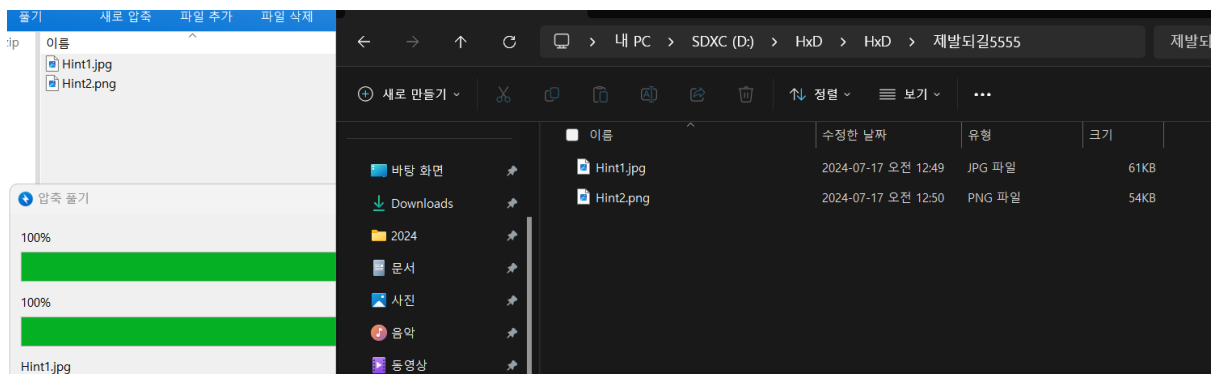 풀기 새로 압축 파일 추가 파일 삭제
zip
이름
Hint1.jpg
Hint2.png
압축 풀기
100%
100%
Hint1.jpg
내 PC > SDXC (D:) > HxD > HxD > 제발되길5555
제발되
새로 만들기
정렬
보기
바탕 화면
Downloads
2024
문서
사진
음악
동영상
이름 수정한 날짜 유형 크기
Hint1.jpg 2024-07-17 오전 12:49 JPG 파일 61KB
Hint2.png 2024-07-17 오전 12:50 PNG 파일 54KB